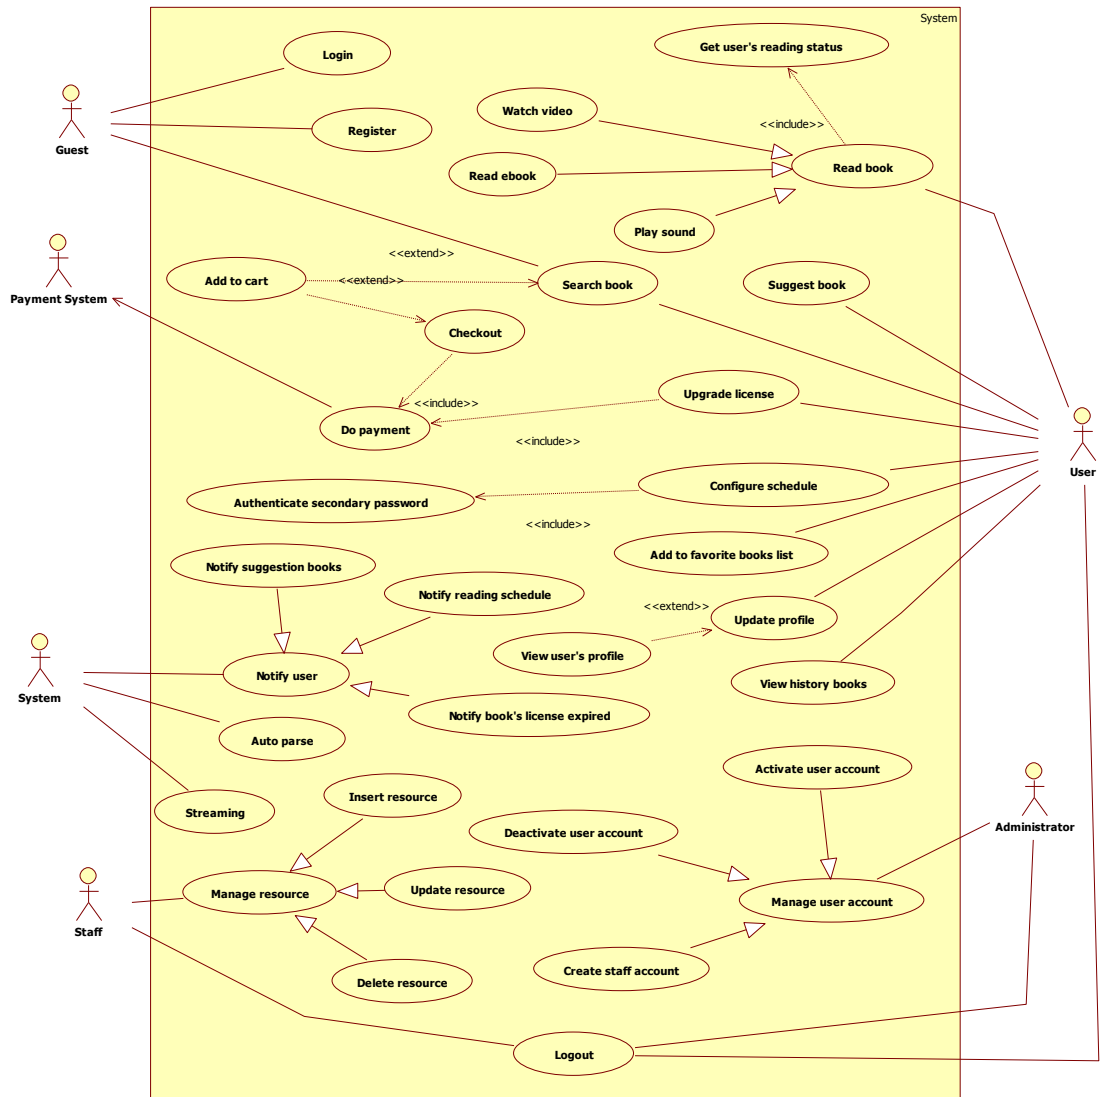 System
Get user's reading status
Login
Watch video
<<include>>
Register
Guest
Read book
Read ebook
Play sound
<<extend>>
Add to cart
<<extend>>
Search book
Suggest book
Payment System
Checkout
Upgrade license
<<include>>
Do payment
<<include>>
User
Configure schedule
Authenticate secondary password
<<include>>
Add to favorite books list
Notify suggestion books
Notify reading schedule
<<extend>>
Update profile
View user's profile
Notify user
View history books
System
Notify book's license expired
Auto parse
Activate user account
Insert resource
Streaming
Deactivate user account
Administrator
Update resource
Manage resource
Manage user account
Staff
Create staff account
Delete resource
Logout